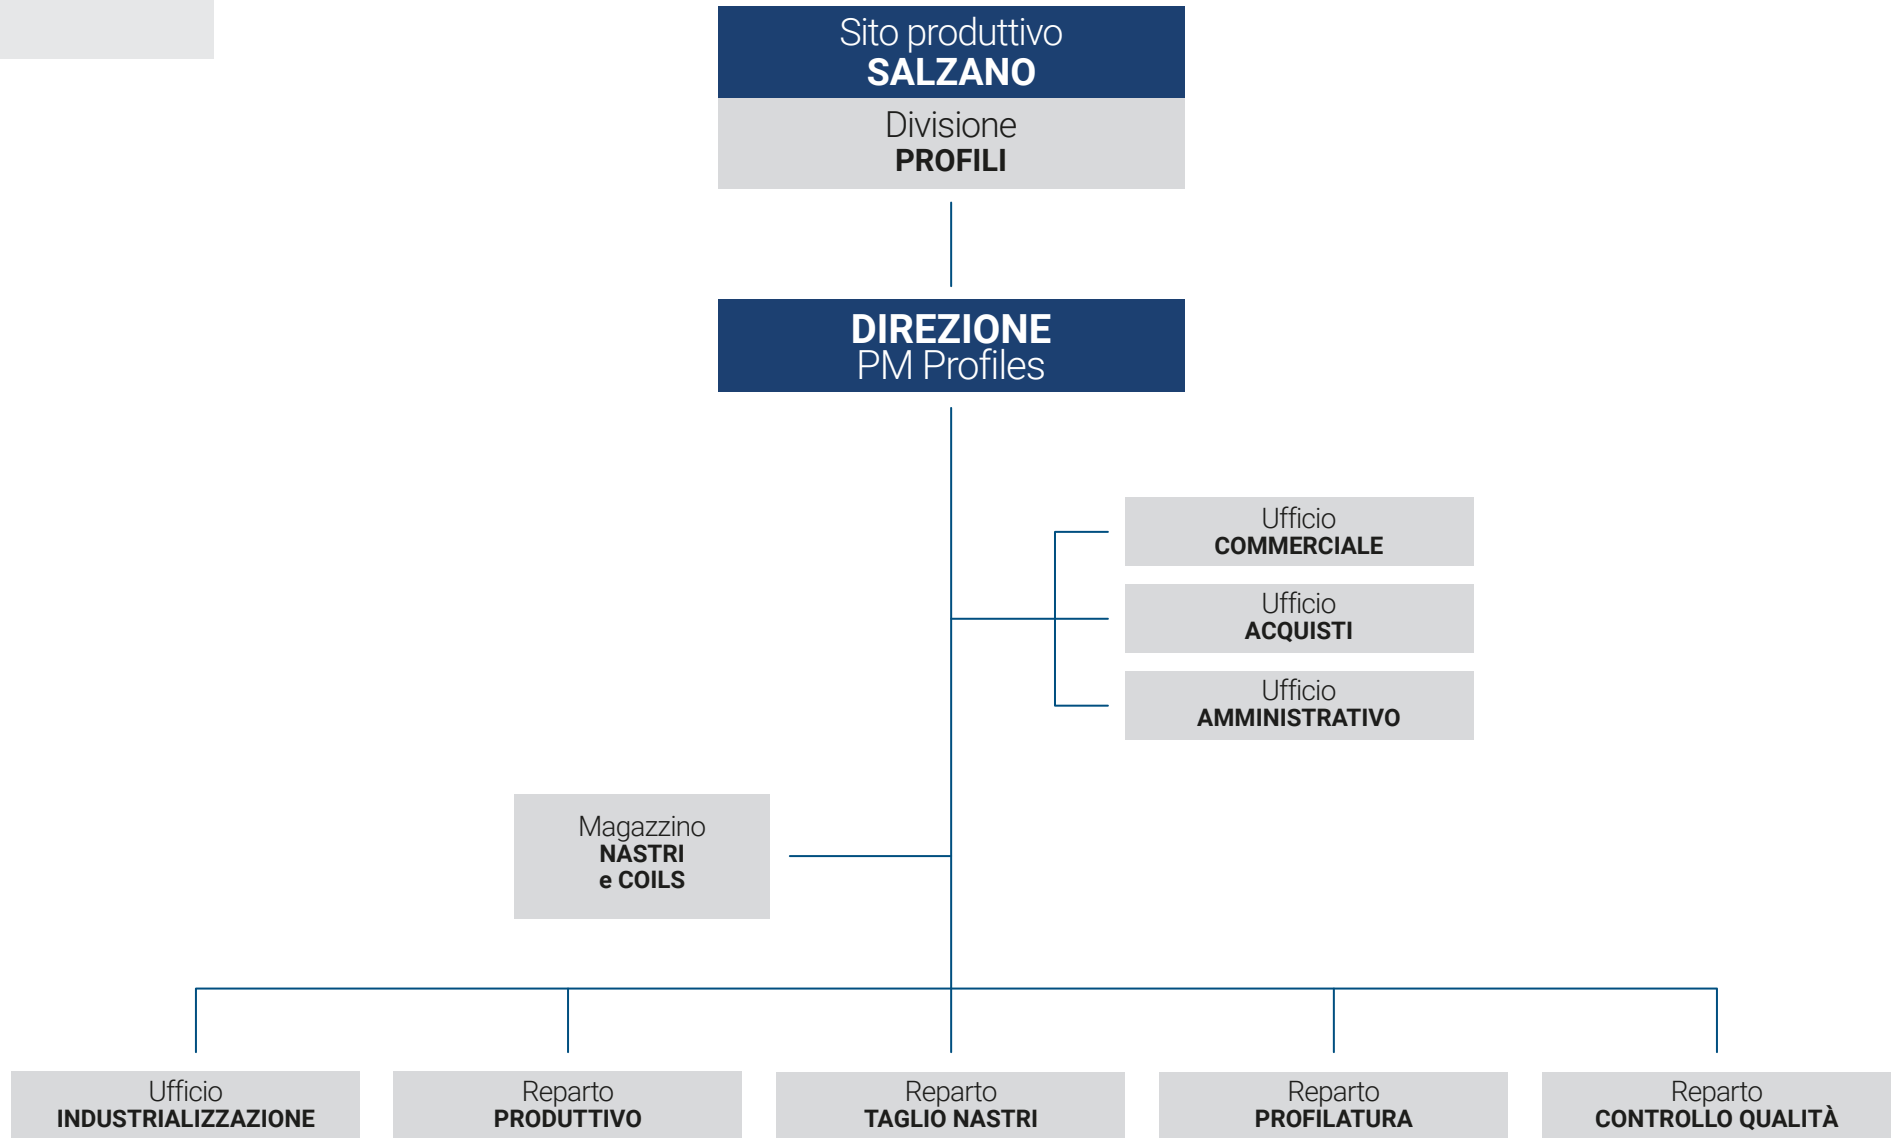 Sito produttivo
SALZANO
Divisione
PROFILI
DIREZIONE
PM Profiles
Ufficio
COMMERCIALE
Ufficio
ACQUISTI
Ufficio
AMMINISTRATIVO
Magazzino
NASTRI
e COILS
Ufficio
INDUSTRIALIZZAZIONE
Reparto
PRODUTTIVO
Reparto
TAGLIO NASTRI
Reparto
PROFILATURA
Reparto
CONTROLLO QUALITÀ